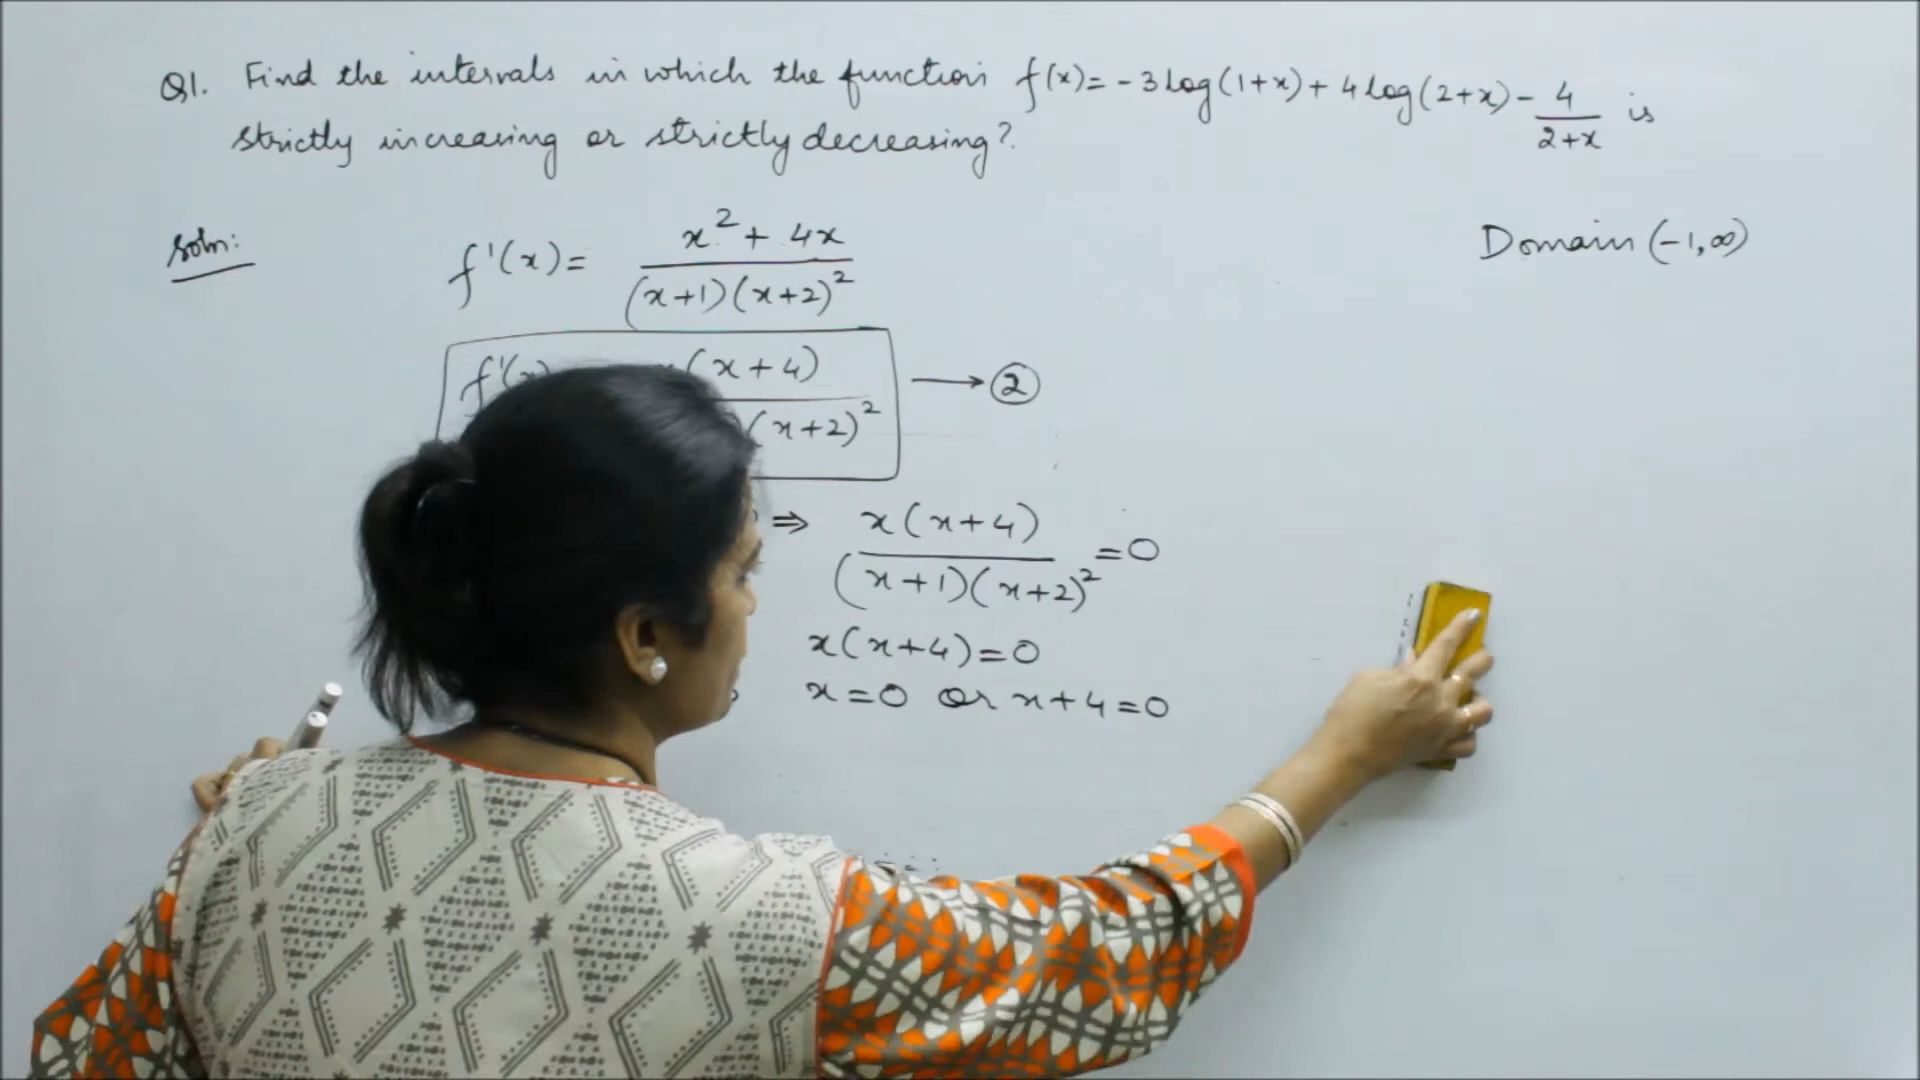 Q1. Find the intervals in which the function f(x) = -3 log(1+x) + 4 log(2+x) - 4/(2+x) is
strictly increasing or strictly decreasing?
Soln:
Domain (-1,∞)
f'(x) = (x² + 4x)/((x+1)(x+2)²)
f'(x) (x+4)/(x+2)² → ②
⇒ x(x+4)/((x+1)(x+2)²) = 0
x(x+4) = 0
x = 0 or x+4 = 0